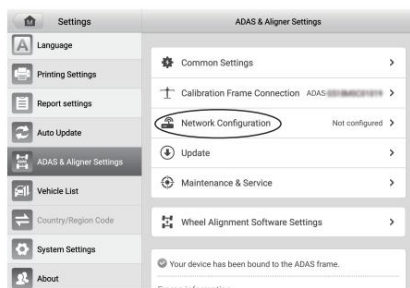 Settings
ADAS & Aligner Settings
Language
Printing Settings
Report settings
Auto Update
ADAS & Aligner Settings
Vehicle List
Country/Region Code
System Settings
About
Common Settings
Calibration Frame Connection ADAS-
Network Configuration Not configured
Update
Maintenance & Service
Wheel Alignment Software Settings
Your device has been bound to the ADAS frame.